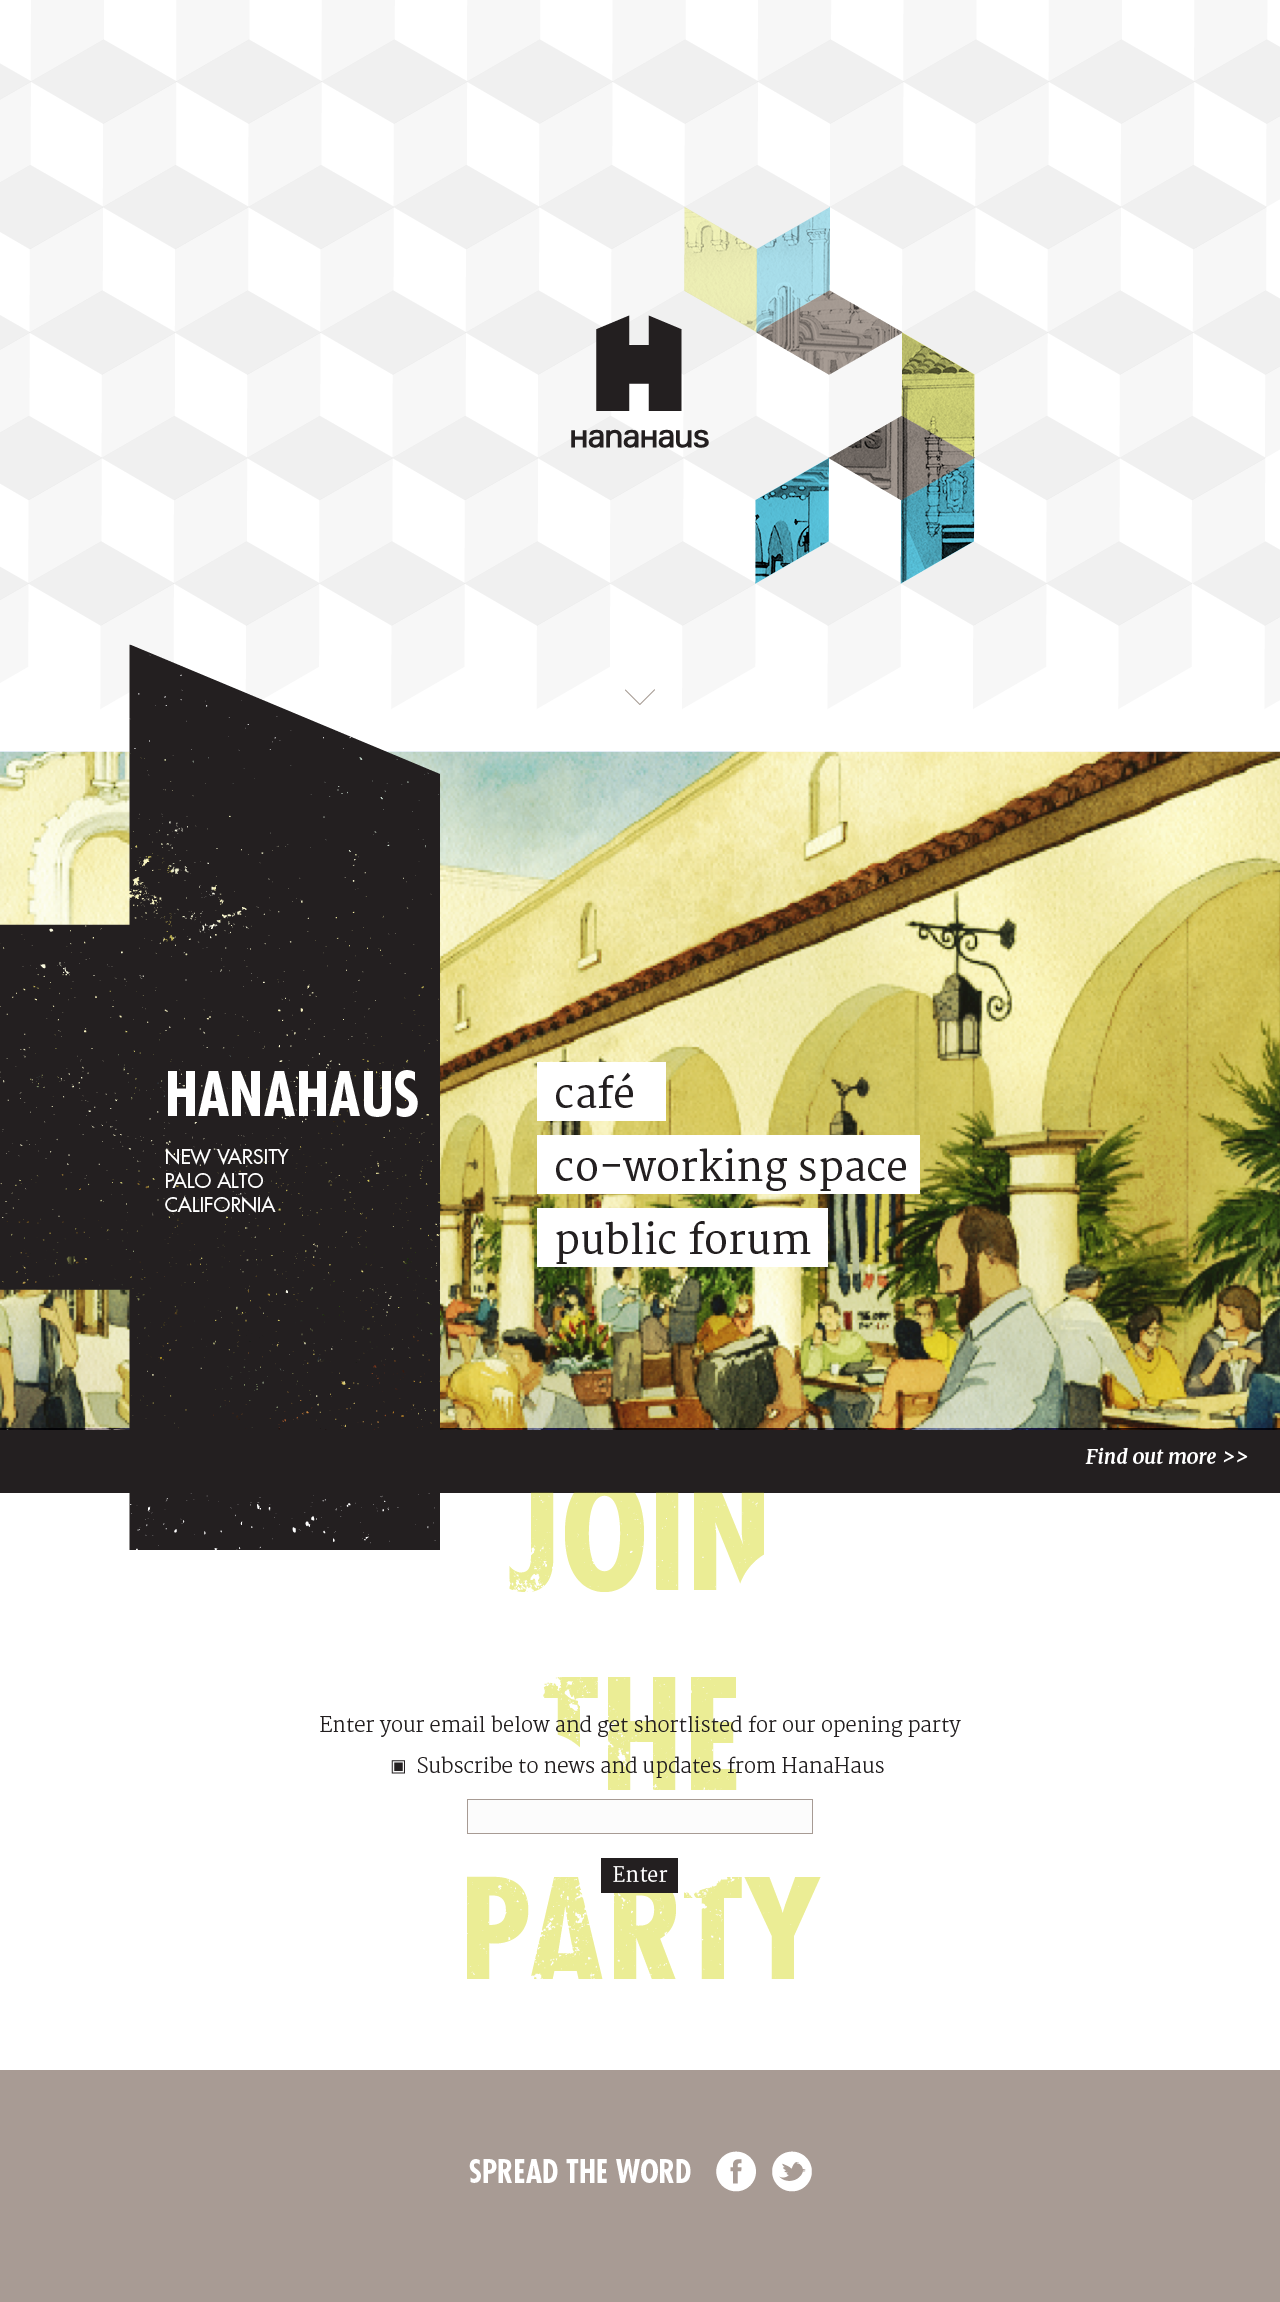 Hanahaus
HANAHAUS
NEW VARSITY
PALO ALTO
CALIFORNIA
café
co-working space
public forum
Find out more >>
JOIN
THE
Enter your email below and get shortlisted for our opening party
Subscribe to news and updates from HanaHaus
Enter
PARTY
SPREAD THE WORD